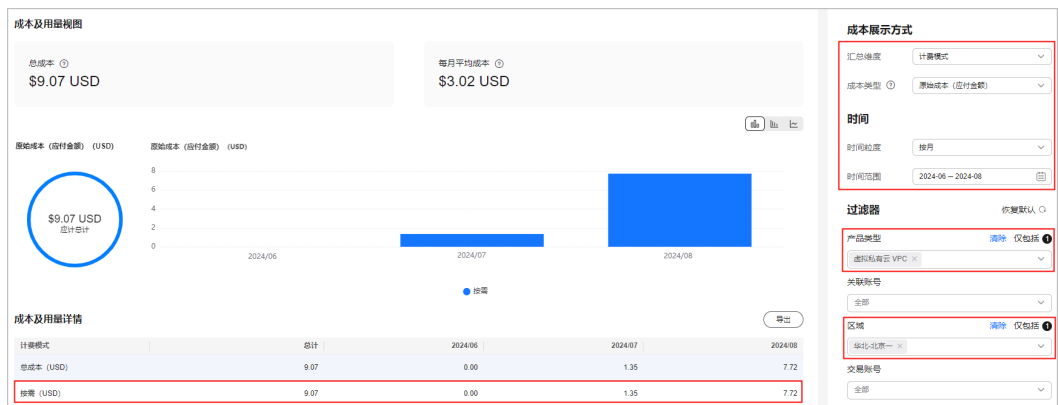 成本及用量视图
总成本 ?
$9.07 USD
每月平均成本 ?
$3.02 USD
原始成本（应付金额）(USD)
$9.07 USD
应计总计
原始成本（应付金额）(USD)
8
6
4
2
0
2024/06
2024/07
2024/08
按需
成本及用量详情
导出
计费模式 总计 2024/06 2024/07 2024/08
总成本 (USD) 9.07 0.00 1.35 7.72
按需 (USD) 9.07 0.00 1.35 7.72
成本展示方式
汇总维度 计费模式
成本类型 ? 原始成本（应付金额）
时间
时间粒度 按月
时间范围 2024-06 – 2024-08
过滤器 恢复默认
产品类型 清除 仅包括 1
虚拟私有云 VPC ×
关联账号
全部
区域 清除 仅包括 1
华北-北京一 ×
交易账号
全部